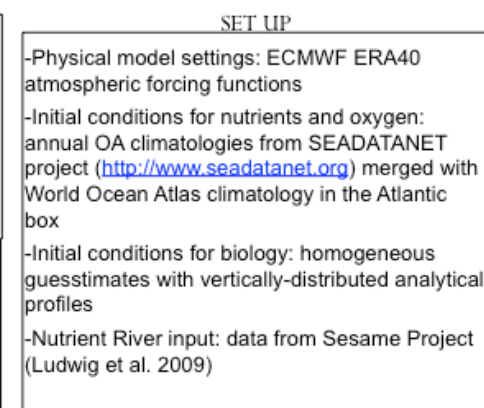 SET UP
-Physical model settings: ECMWF ERA40
atmospheric forcing functions
-Initial conditions for nutrients and oxygen:
annual OA climatologies from SEADATANET
project (http://www.seadatanet.org) merged with
World Ocean Atlas climatology in the Atlantic
box
-Initial conditions for biology: homogeneous
guesstimates with vertically-distributed analytical
profiles
-Nutrient River input: data from Sesame Project
(Ludwig et al. 2009)